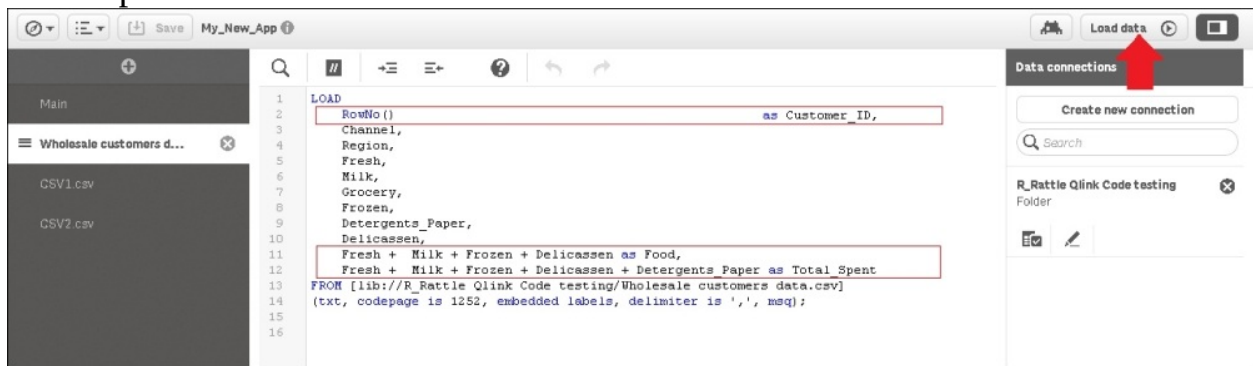 Save My_New_App
Load data
Main
Wholesale customers d...
CSV1.csv
CSV2.csv
1 LOAD
2 RowNo() as Customer_ID,
3 Channel,
4 Region,
5 Fresh,
6 Milk,
7 Grocery,
8 Frozen,
9 Detergents_Paper,
10 Delicassen,
11 Fresh + Milk + Frozen + Delicassen as Food,
12 Fresh + Milk + Frozen + Delicassen + Detergents_Paper as Total_Spent
13 FROM [lib://R_Rattle Qlink Code testing/Wholesale customers data.csv]
14 (txt, codepage is 1252, embedded labels, delimiter is ',', msq);
15
16
Data connections
Create new connection
Search
R_Rattle Qlink Code testing
Folder